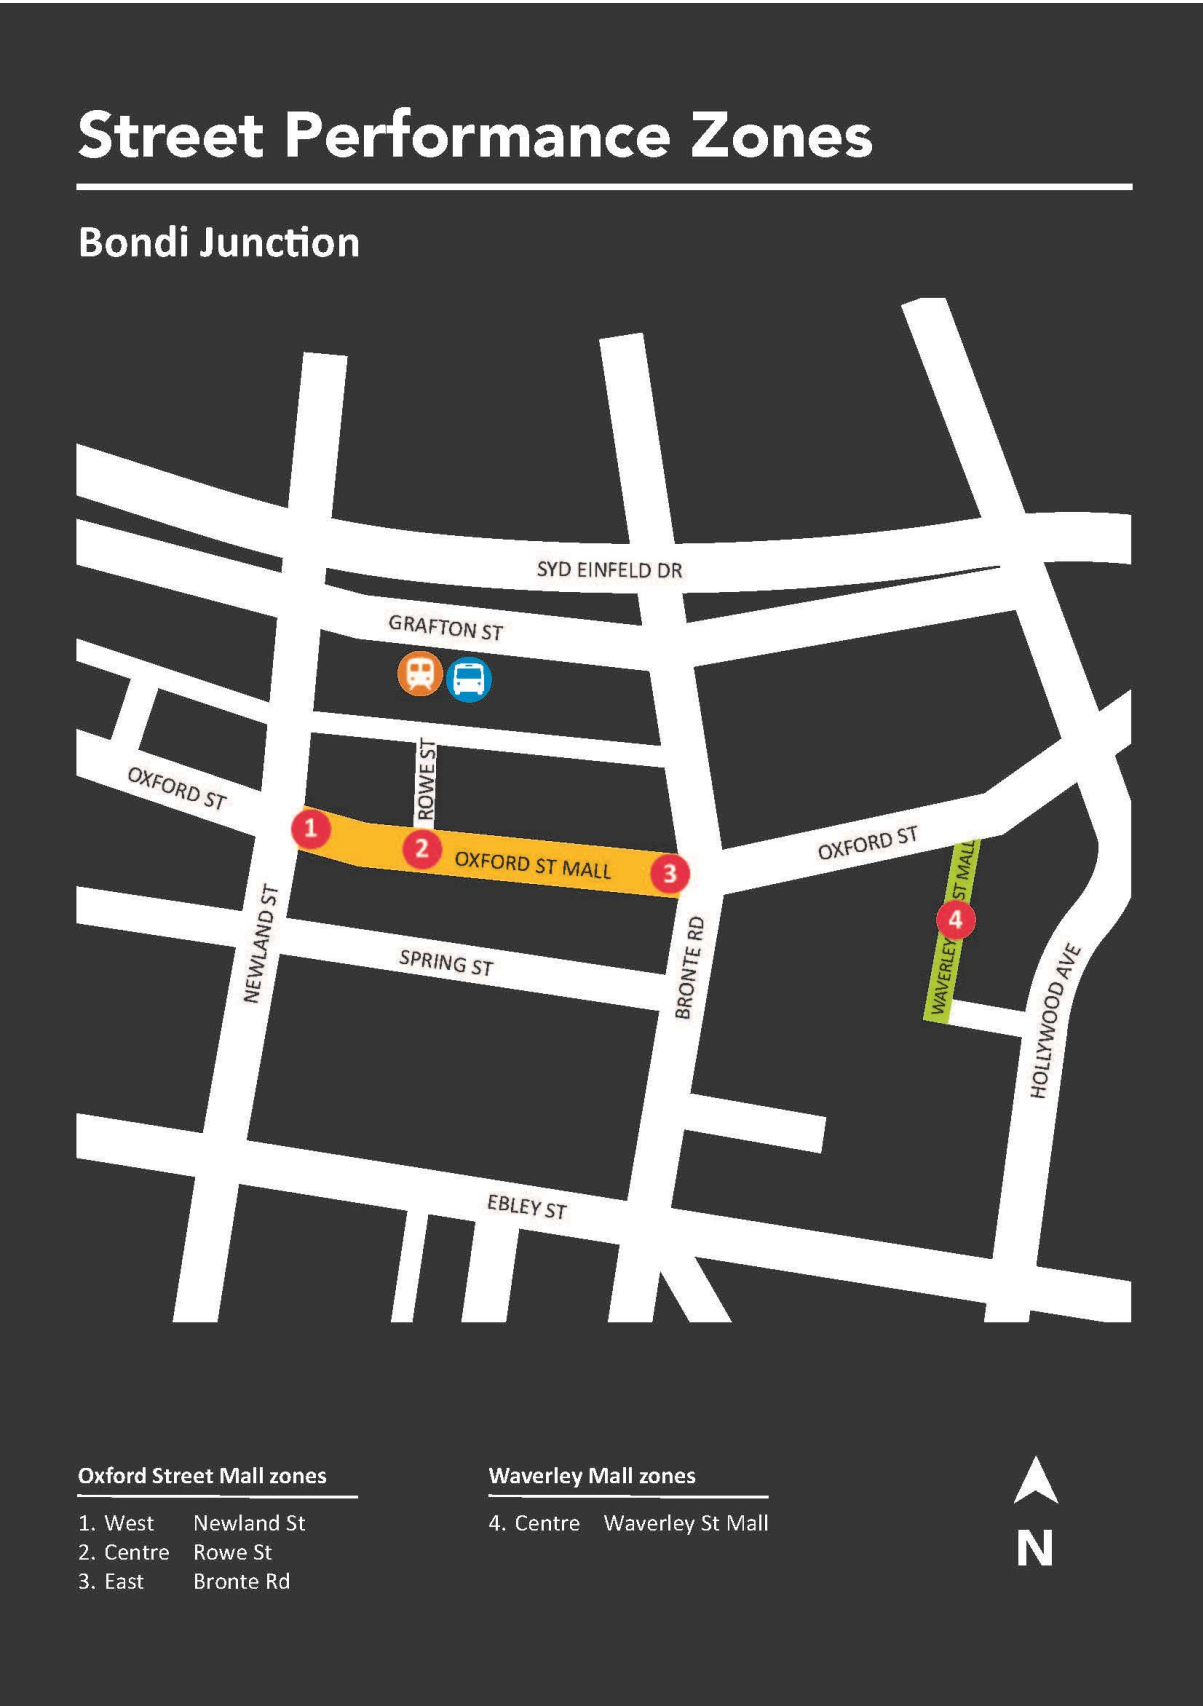 Street Performance Zones
Bondi Junction
SYD EINFELD DR
GRAFTON ST
ROWE ST
OXFORD ST
1
2
OXFORD ST MALL
3
OXFORD ST
WAVERLEY ST MALL
4
NEWLAND ST
SPRING ST
BRONTE RD
HOLLYWOOD AVE
EBLEY ST
Oxford Street Mall zones
1. West Newland St
2. Centre Rowe St
3. East Bronte Rd
Waverley Mall zones
4. Centre Waverley St Mall
N